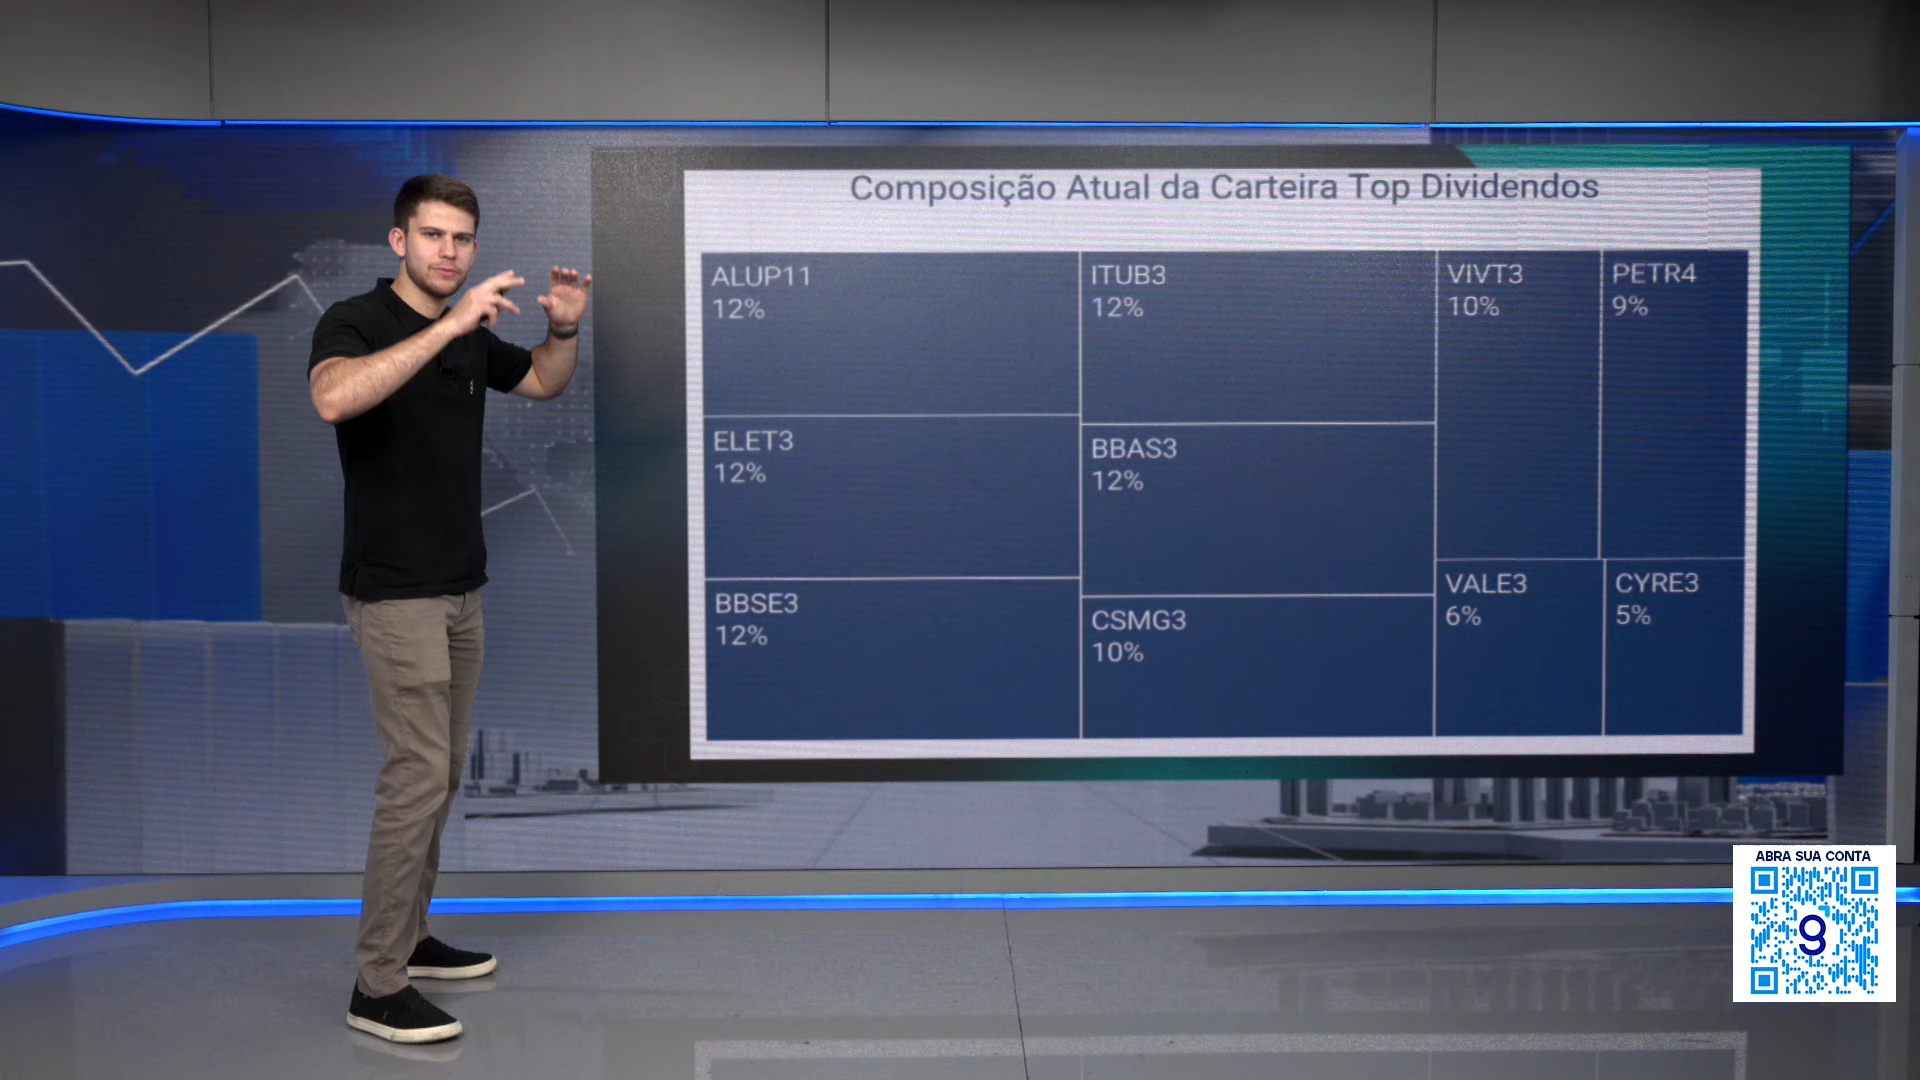 Composição Atual da Carteira Top Dividendos
ALUP11
12%
ELET3
12%
BBSE3
12%
ITUB3
12%
BBAS3
12%
CSMG3
10%
VIVT3
10%
PETR4
9%
VALE3
6%
CYRE3
5%
ABRA SUA CONTA